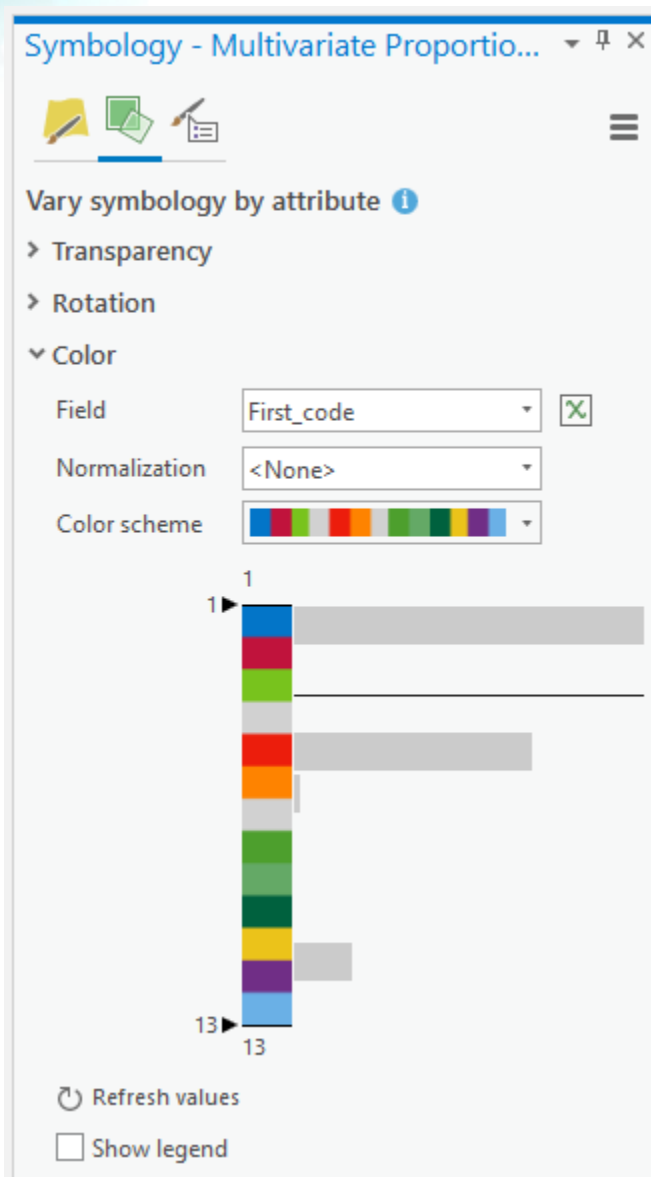 Symbology - Multivariate Proportio...
Vary symbology by attribute
Transparency
Rotation
Color
Field First_code
Normalization <None>
Color scheme
1
1
13
13
Refresh values
Show legend